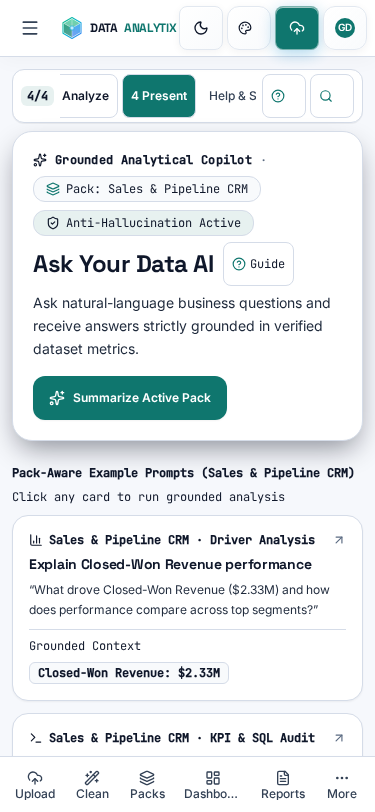 DATA ANALYTIX
GD
4/4 Analyze 4 Present Help & S
Grounded Analytical Copilot ·
Pack: Sales & Pipeline CRM
Anti-Hallucination Active
Ask Your Data AI Guide
Ask natural-language business questions and
receive answers strictly grounded in verified
dataset metrics.
Summarize Active Pack
Pack-Aware Example Prompts (Sales & Pipeline CRM)
Click any card to run grounded analysis
Sales & Pipeline CRM · Driver Analysis
Explain Closed-Won Revenue performance
“What drove Closed-Won Revenue ($2.33M) and how
does performance compare across top segments?”
Grounded Context
Closed-Won Revenue: $2.33M
Sales & Pipeline CRM · KPI & SQL Audit
Upload Clean Packs Dashbo... Reports More